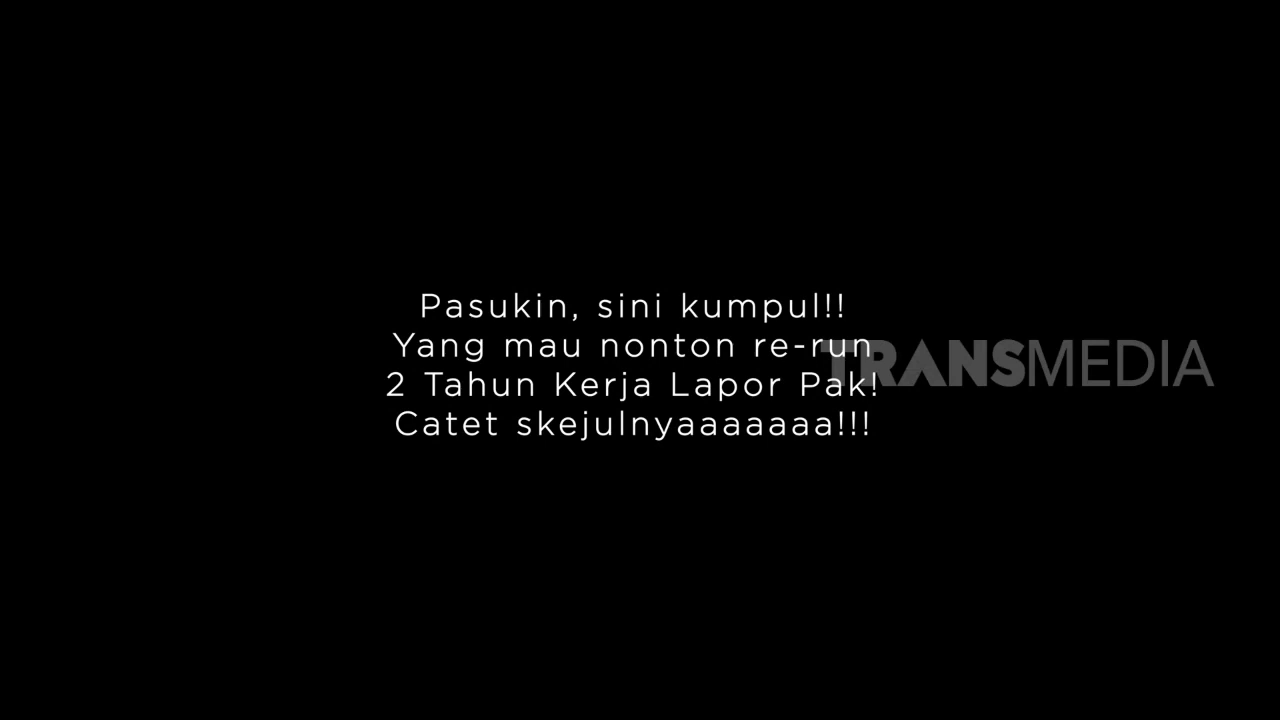 Pasukin, sini kumpul!!
Yang mau nonton re-run
2 Tahun Kerja Lapor Pak!
Catet skejulnyaaaaaaa!!!
TRANSMEDIA